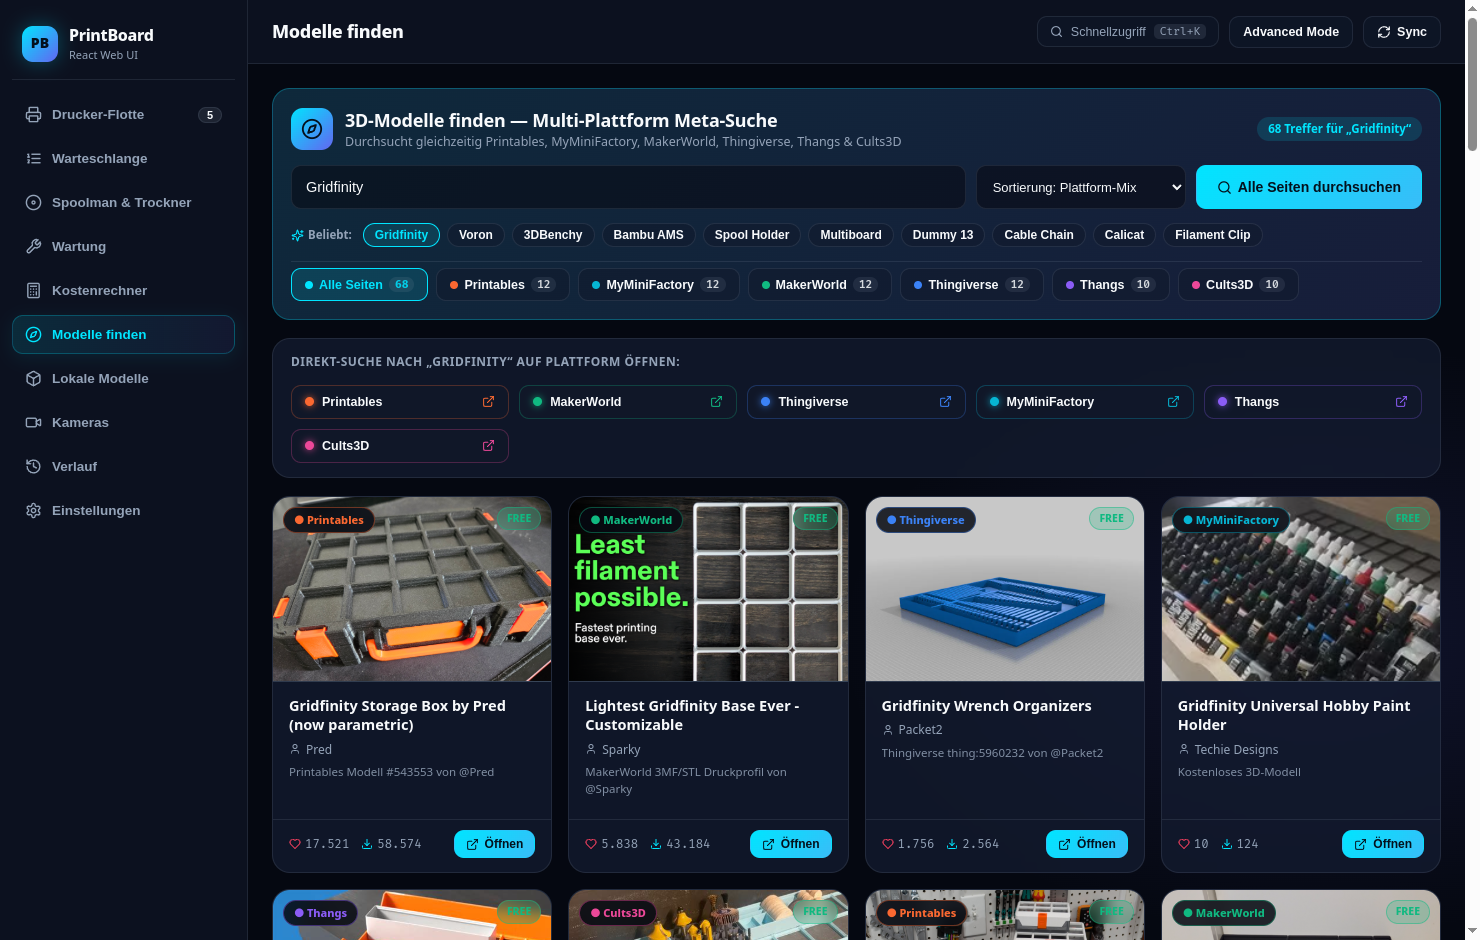 PB
PrintBoard
React Web UI
Drucker-Flotte 5
Warteschlange
Spoolman & Trockner
Wartung
Kostenrechner
Modelle finden
Lokale Modelle
Kameras
Verlauf
Einstellungen
Modelle finden
Schnellzugriff Ctrl+K
Advanced Mode
Sync
3D-Modelle finden — Multi-Plattform Meta-Suche
Durchsucht gleichzeitig Printables, MyMiniFactory, MakerWorld, Thingiverse, Thangs & Cults3D
68 Treffer für „Gridfinity“
Gridfinity
Sortierung: Plattform-Mix
Alle Seiten durchsuchen
Beliebt: Gridfinity Voron 3DBenchy Bambu AMS Spool Holder Multiboard Dummy 13 Cable Chain Calicat Filament Clip
Alle Seiten 68 Printables 12 MyMiniFactory 12 MakerWorld 12 Thingiverse 12 Thangs 10 Cults3D 10
DIREKT-SUCHE NACH „GRIDFINITY“ AUF PLATTFORM ÖFFNEN:
Printables MakerWorld Thingiverse MyMiniFactory Thangs
Cults3D
Printables FREE
Gridfinity Storage Box by Pred
(now parametric)
Pred
Printables Modell #543553 von @Pred
17.521 58.574 Öffnen
MakerWorld FREE
Least
filament
possible.
Fastest printing
base ever.
Lightest Gridfinity Base Ever -
Customizable
Sparky
MakerWorld 3MF/STL Druckprofil von
@Sparky
5.838 43.184 Öffnen
Thingiverse FREE
Gridfinity Wrench Organizers
Packet2
Thingiverse thing:5960232 von @Packet2
1.756 2.564 Öffnen
MyMiniFactory FREE
Gridfinity Universal Hobby Paint
Holder
Techie Designs
Kostenloses 3D-Modell
10 124 Öffnen
Thangs FREE
Cults3D FREE
Printables FREE
MakerWorld FREE